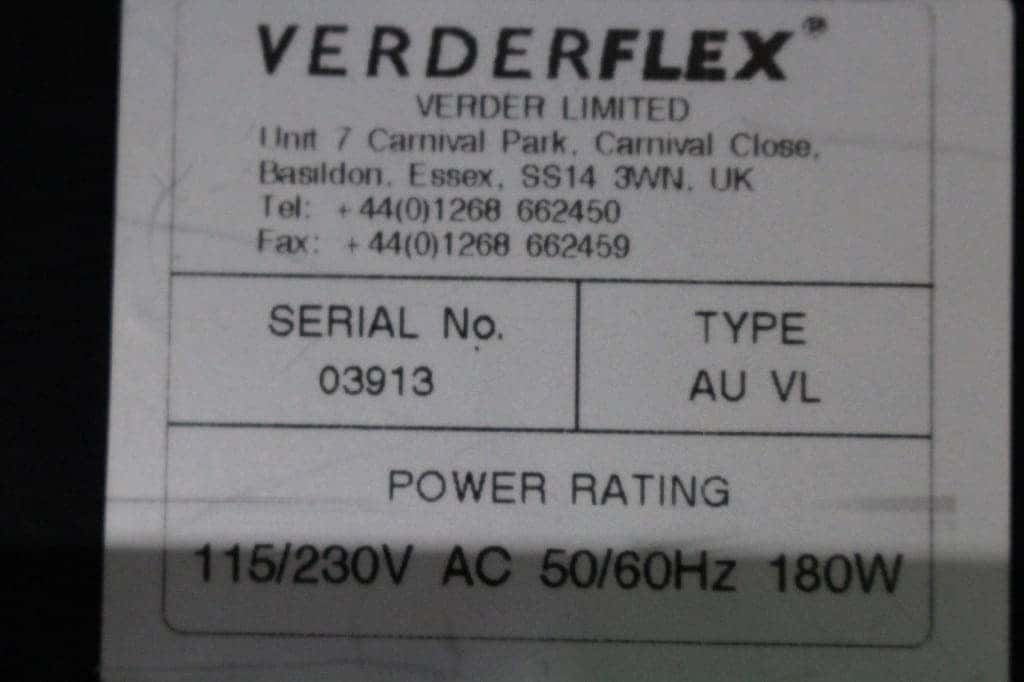 VERDERFLEX®
VERDER LIMITED
Unit 7 Carnival Park, Carnival Close,
Basildon, Essex, SS14 3WN, UK
Tel: +44(0)1268 662450
Fax: +44(0)1268 662459
SERIAL No.
03913
TYPE
AU VL
POWER RATING
115/230V AC 50/60Hz 180W